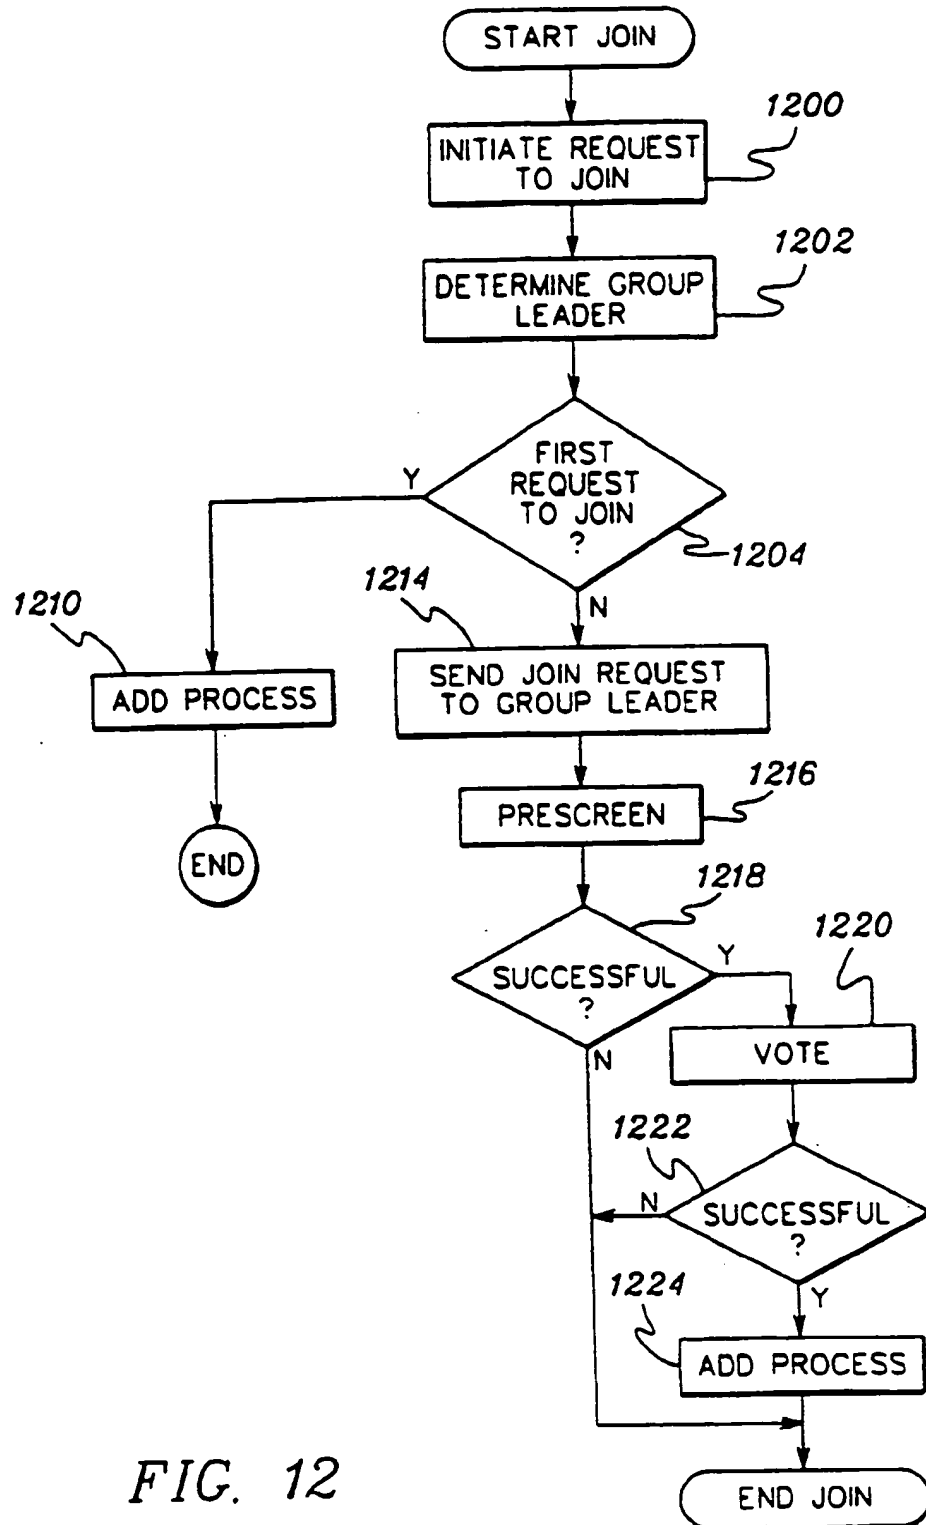 START JOIN
1200
INITIATE REQUEST
TO JOIN
1202
DETERMINE GROUP
LEADER
FIRST
REQUEST
TO JOIN
?
Y
1204
N
1214
1210
SEND JOIN REQUEST
TO GROUP LEADER
ADD PROCESS
1216
PRESCREEN
END
1218
1220
SUCCESSFUL
?
Y
N
VOTE
1222
N
SUCCESSFUL
?
1224
Y
ADD PROCESS
FIG. 12
END JOIN